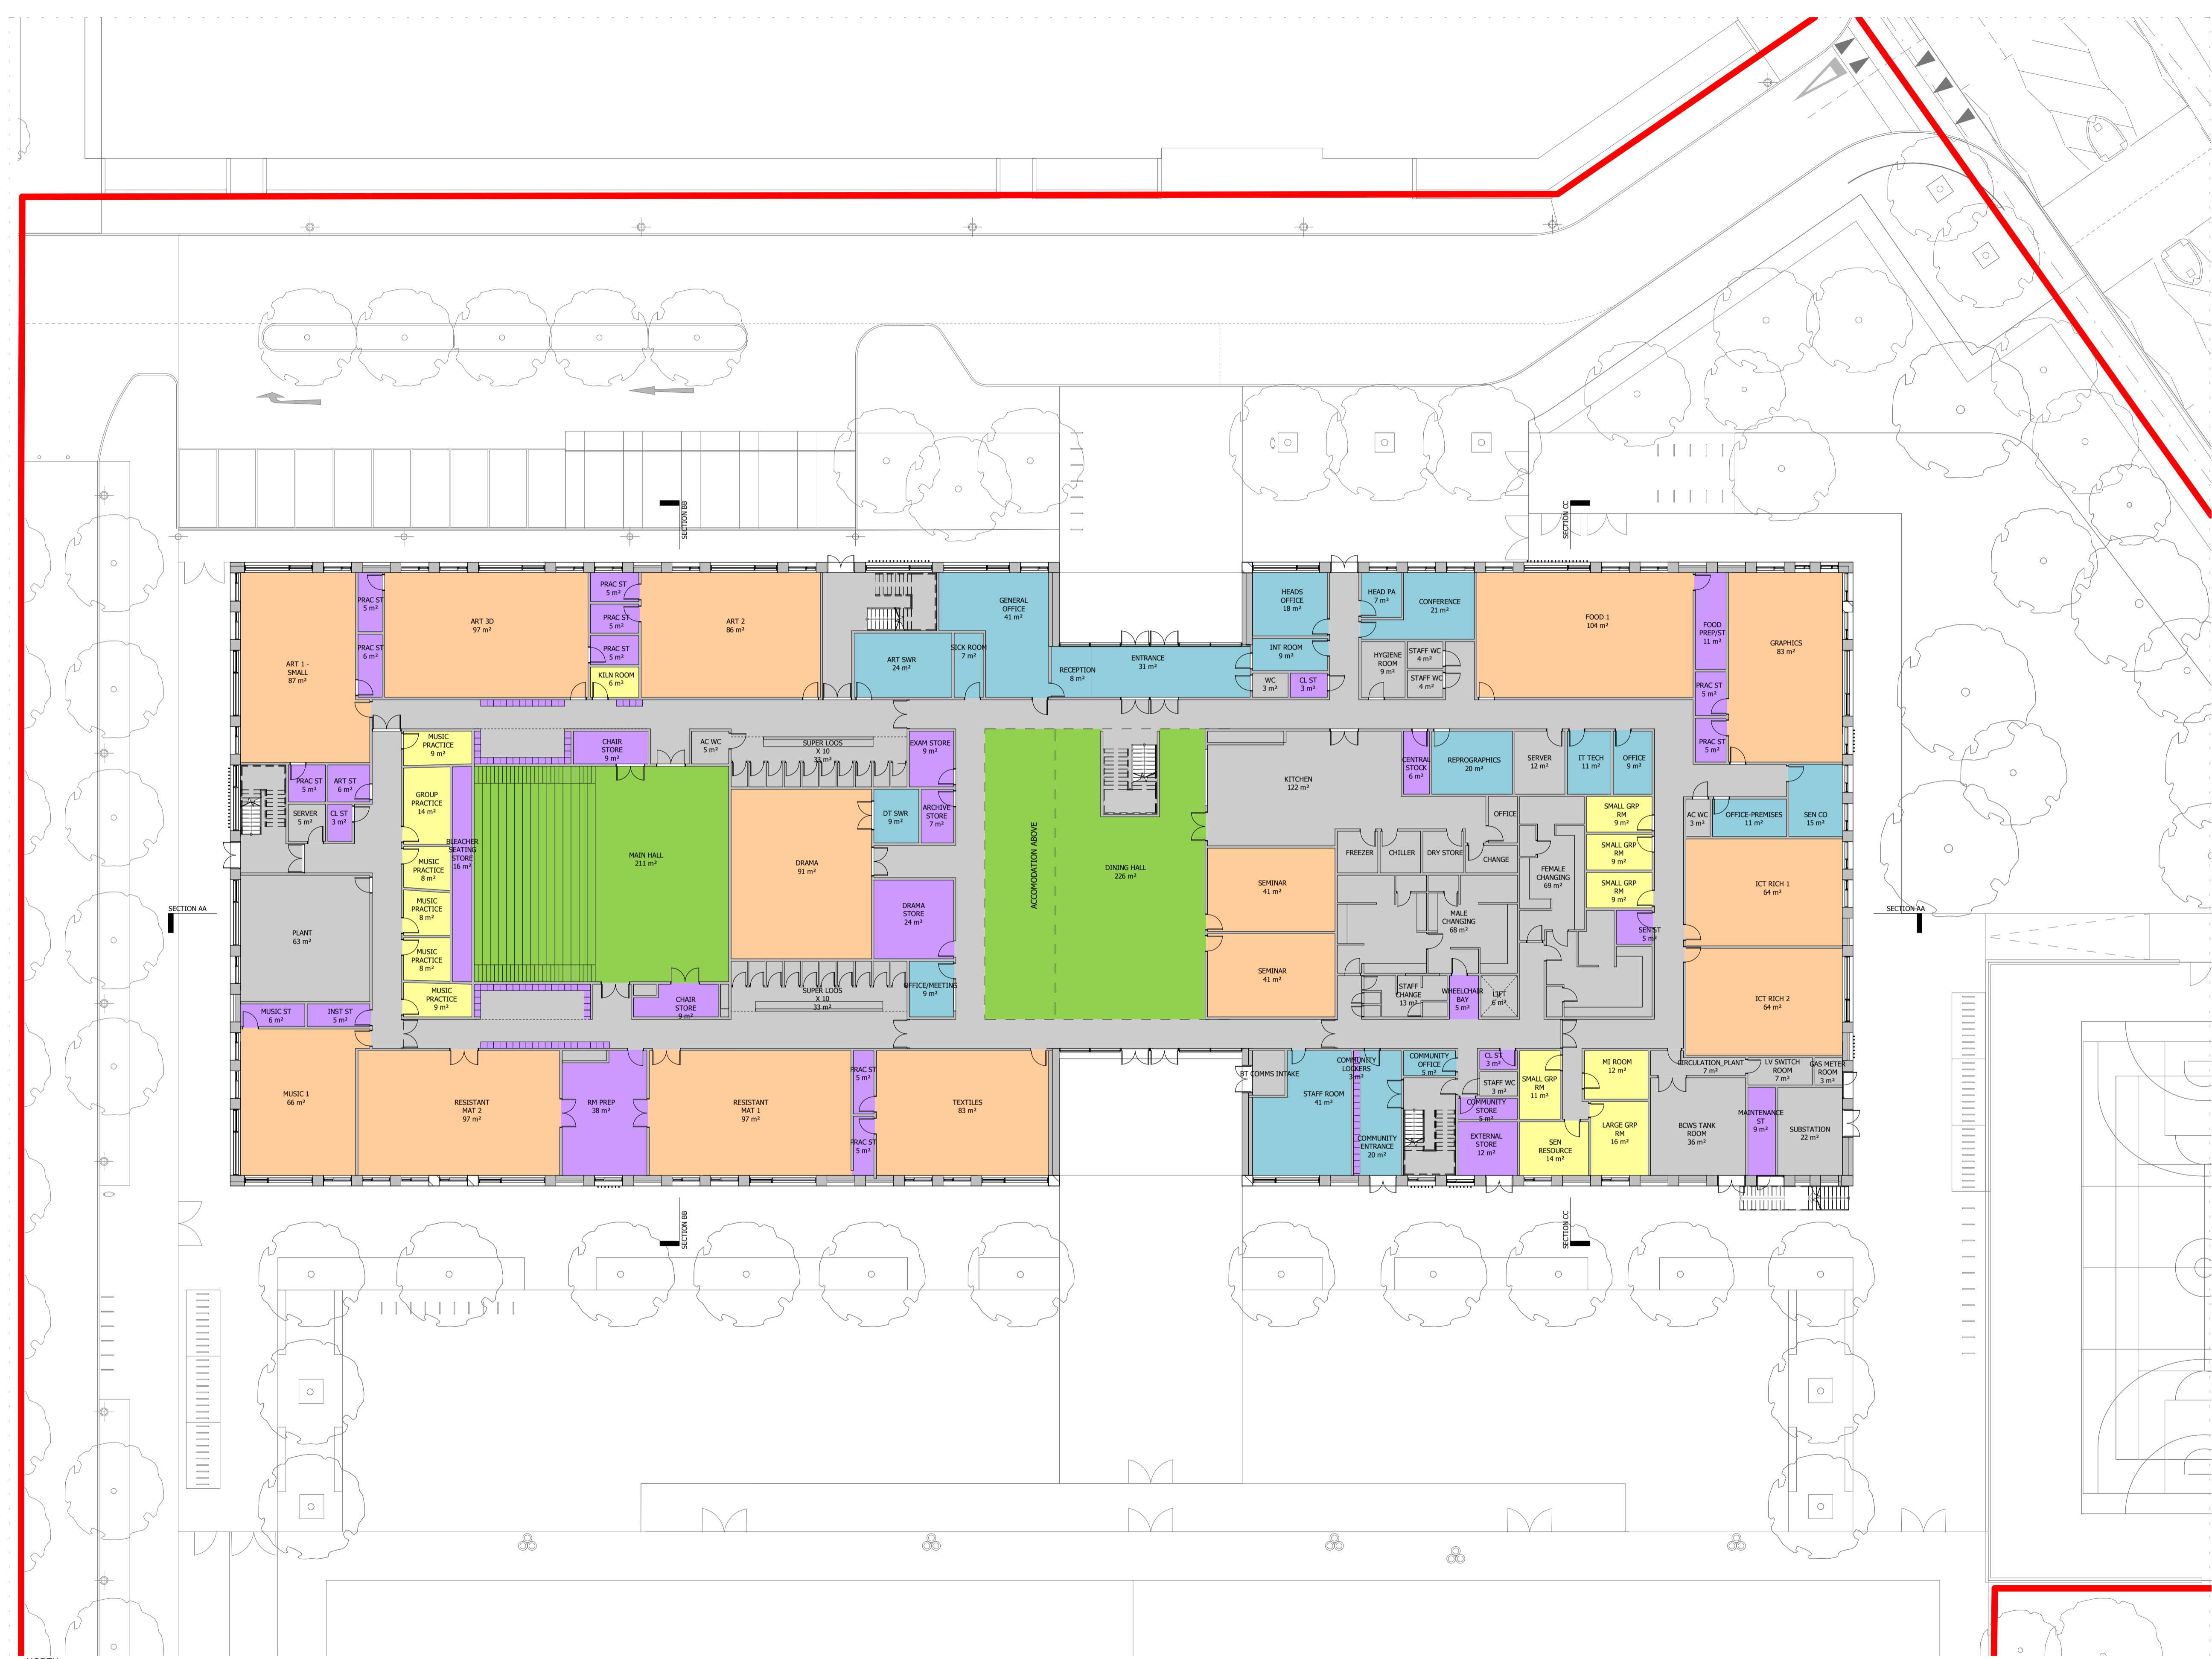 SECTION BB
SECTION CC
ART 1 -
SMALL
87 m²
PRAC ST
5 m²
PRAC ST
6 m²
ART 3D
97 m²
PRAC ST
5 m²
PRAC ST
5 m²
PRAC ST
5 m²
KILN ROOM
6 m²
ART 2
86 m²
ART SWR
24 m²
SICK ROOM
7 m²
GENERAL
OFFICE
41 m²
RECEPTION
8 m²
ENTRANCE
31 m²
HEADS
OFFICE
18 m²
INT ROOM
9 m²
WC
3 m²
CL ST
3 m²
HEAD PA
7 m²
CONFERENCE
21 m²
HYGIENE
ROOM
9 m²
STAFF WC
4 m²
STAFF WC
4 m²
FOOD 1
104 m²
FOOD
PREP/ST
11 m²
PRAC ST
5 m²
PRAC ST
5 m²
GRAPHICS
83 m²
PRAC ST
5 m²
ART ST
6 m²
SERVER
5 m²
CL ST
3 m²
MUSIC
PRACTICE
9 m²
GROUP
PRACTICE
14 m²
MUSIC
PRACTICE
8 m²
MUSIC
PRACTICE
8 m²
MUSIC
PRACTICE
8 m²
MUSIC
PRACTICE
9 m²
BLEACHER
SEATING
STORE
16 m²
CHAIR
STORE
9 m²
AC WC
5 m²
SUPER LOOS
X 10
33 m²
EXAM STORE
9 m²
MAIN HALL
211 m²
DRAMA
91 m²
DT SWR
9 m²
ARCHIVE
STORE
7 m²
DRAMA
STORE
24 m²
OFFICE/MEETING
9 m²
SUPER LOOS
X 10
33 m²
CHAIR
STORE
9 m²
ACCOMODATION ABOVE
DINING HALL
226 m²
KITCHEN
122 m²
CENTRAL
STOCK
6 m²
REPROGRAPHICS
20 m²
SERVER
12 m²
IT TECH
11 m²
OFFICE
9 m²
OFFICE
FREEZER
CHILLER
DRY STORE
CHANGE
SEMINAR
41 m²
SEMINAR
41 m²
FEMALE
CHANGING
69 m²
MALE
CHANGING
68 m²
STAFF
CHANGE
13 m²
WHEELCHAIR
BAY
5 m²
LIFT
6 m²
SMALL GRP
RM
9 m²
SMALL GRP
RM
9 m²
SMALL GRP
RM
9 m²
SEN ST
5 m²
AC WC
3 m²
OFFICE-PREMISES
11 m²
SEN CO
15 m²
ICT RICH 1
64 m²
ICT RICH 2
64 m²
SECTION AA
SECTION AA
PLANT
63 m²
MUSIC ST
6 m²
INST ST
5 m²
MUSIC 1
66 m²
RESISTANT
MAT 2
97 m²
RM PREP
38 m²
RESISTANT
MAT 1
97 m²
PRAC ST
5 m²
PRAC ST
5 m²
TEXTILES
83 m²
BT COMMS INTAKE
STAFF ROOM
41 m²
COMMUNITY
LOCKERS
3 m²
COMMUNITY
ENTRANCE
20 m²
COMMUNITY
OFFICE
5 m²
CL ST
3 m²
STAFF WC
3 m²
COMMUNITY
STORE
5 m²
EXTERNAL
STORE
12 m²
SMALL GRP
RM
11 m²
SEN
RESOURCE
14 m²
MI ROOM
12 m²
LARGE GRP
RM
16 m²
CIRCULATION_PLANT
7 m²
LV SWITCH
ROOM
7 m²
GAS METER
ROOM
3 m²
BCWS TANK
ROOM
36 m²
MAINTENANCE
ST
9 m²
SUBSTATION
22 m²
SECTION BB
SECTION CC